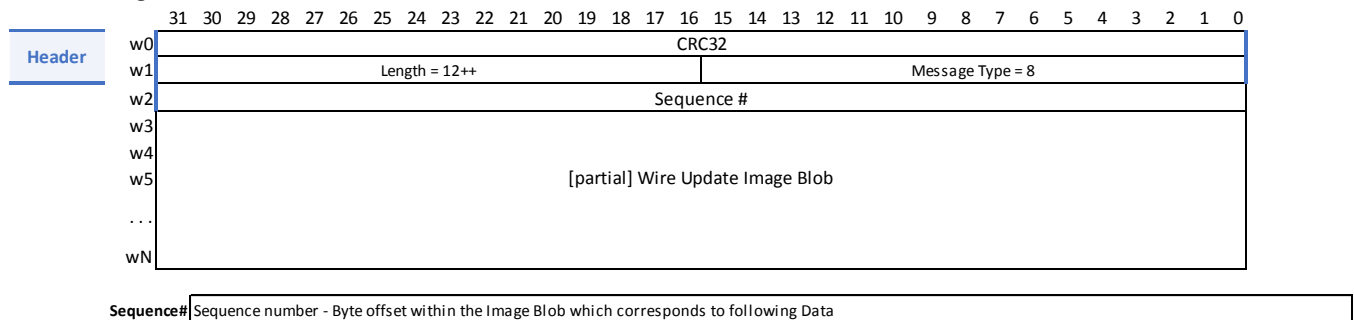 31 30 29 28 27 26 25 24 23 22 21 20 19 18 17 16 15 14 13 12 11 10 9 8 7 6 5 4 3 2 1 0
Header
w0 CRC32
w1 Length = 12++ Message Type = 8
w2 Sequence #
w3
w4
w5 [partial] Wire Update Image Blob
...
wN
Sequence# Sequence number - Byte offset within the Image Blob which corresponds to following Data